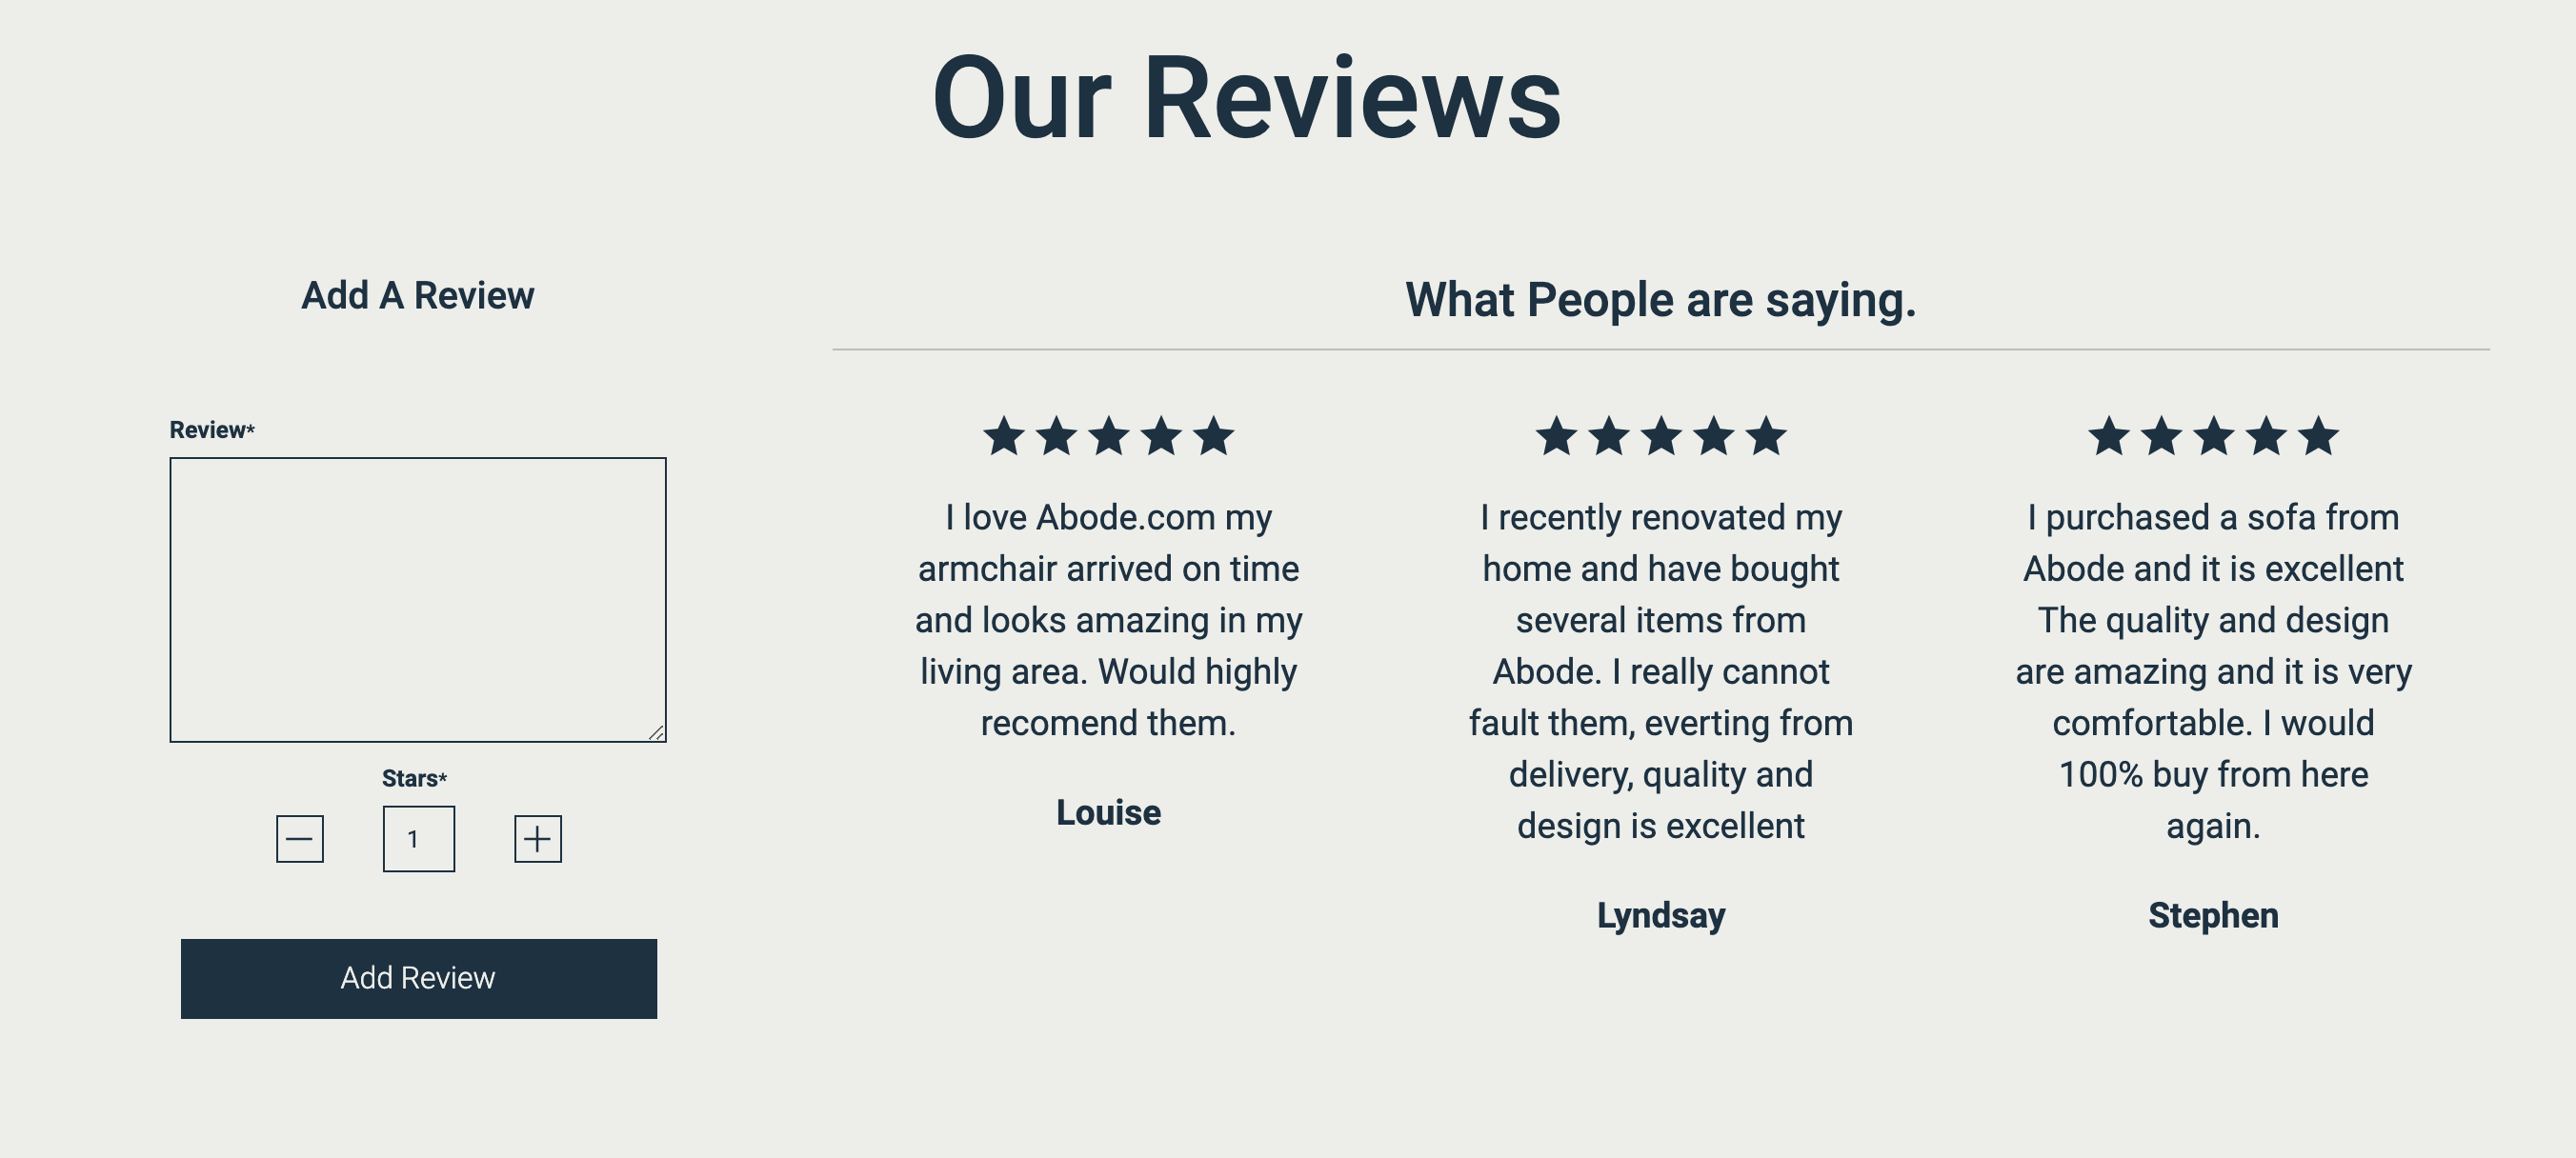 Our Reviews
Add A Review
Review*
Stars*
1
Add Review
What People are saying.
I love Abode.com my
armchair arrived on time
and looks amazing in my
living area. Would highly
recomend them.
Louise
I recently renovated my
home and have bought
several items from
Abode. I really cannot
fault them, everting from
delivery, quality and
design is excellent
Lyndsay
I purchased a sofa from
Abode and it is excellent
The quality and design
are amazing and it is very
comfortable. I would
100% buy from here
again.
Stephen